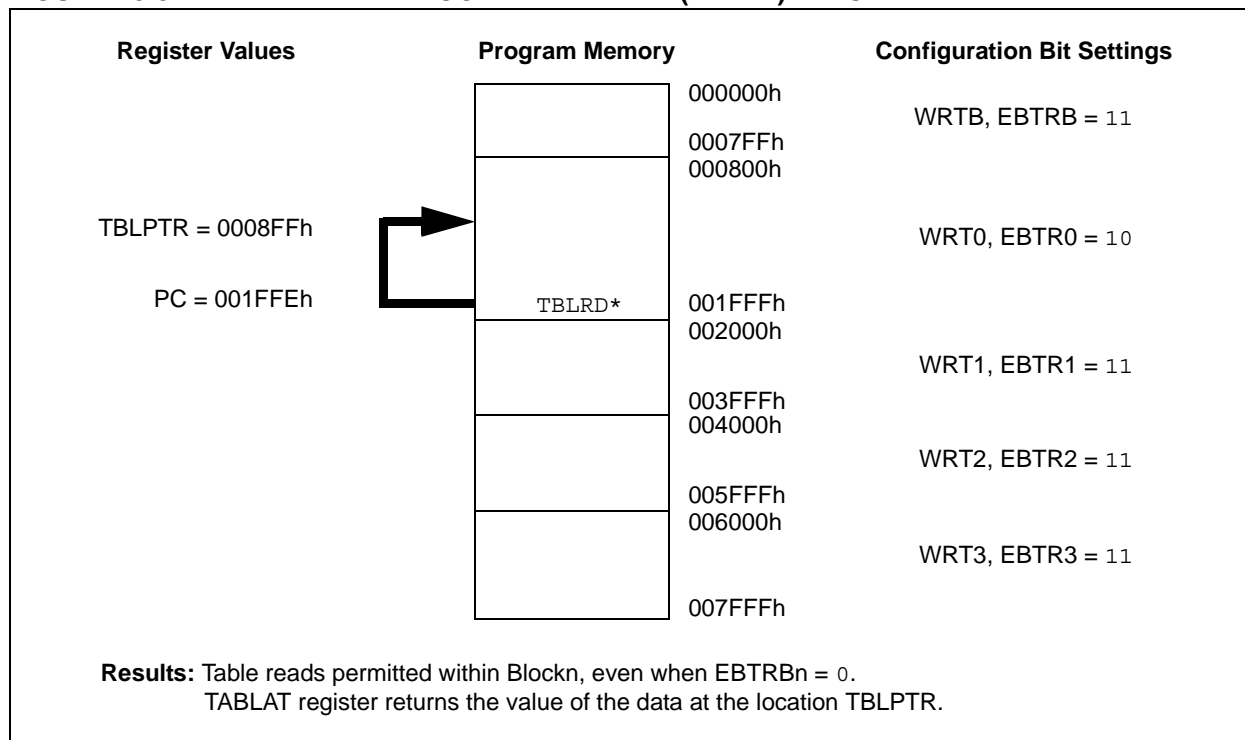 Register Values Program Memory Configuration Bit Settings
000000h
WRTB, EBTRB = 11
0007FFh
000800h
TBLPTR = 0008FFh
WRT0, EBTR0 = 10
PC = 001FFEh
TBLRD*
001FFFh
002000h
WRT1, EBTR1 = 11
003FFFh
004000h
WRT2, EBTR2 = 11
005FFFh
006000h
WRT3, EBTR3 = 11
007FFFh
Results: Table reads permitted within Blockn, even when EBTRBn = 0.
TABLAT register returns the value of the data at the location TBLPTR.